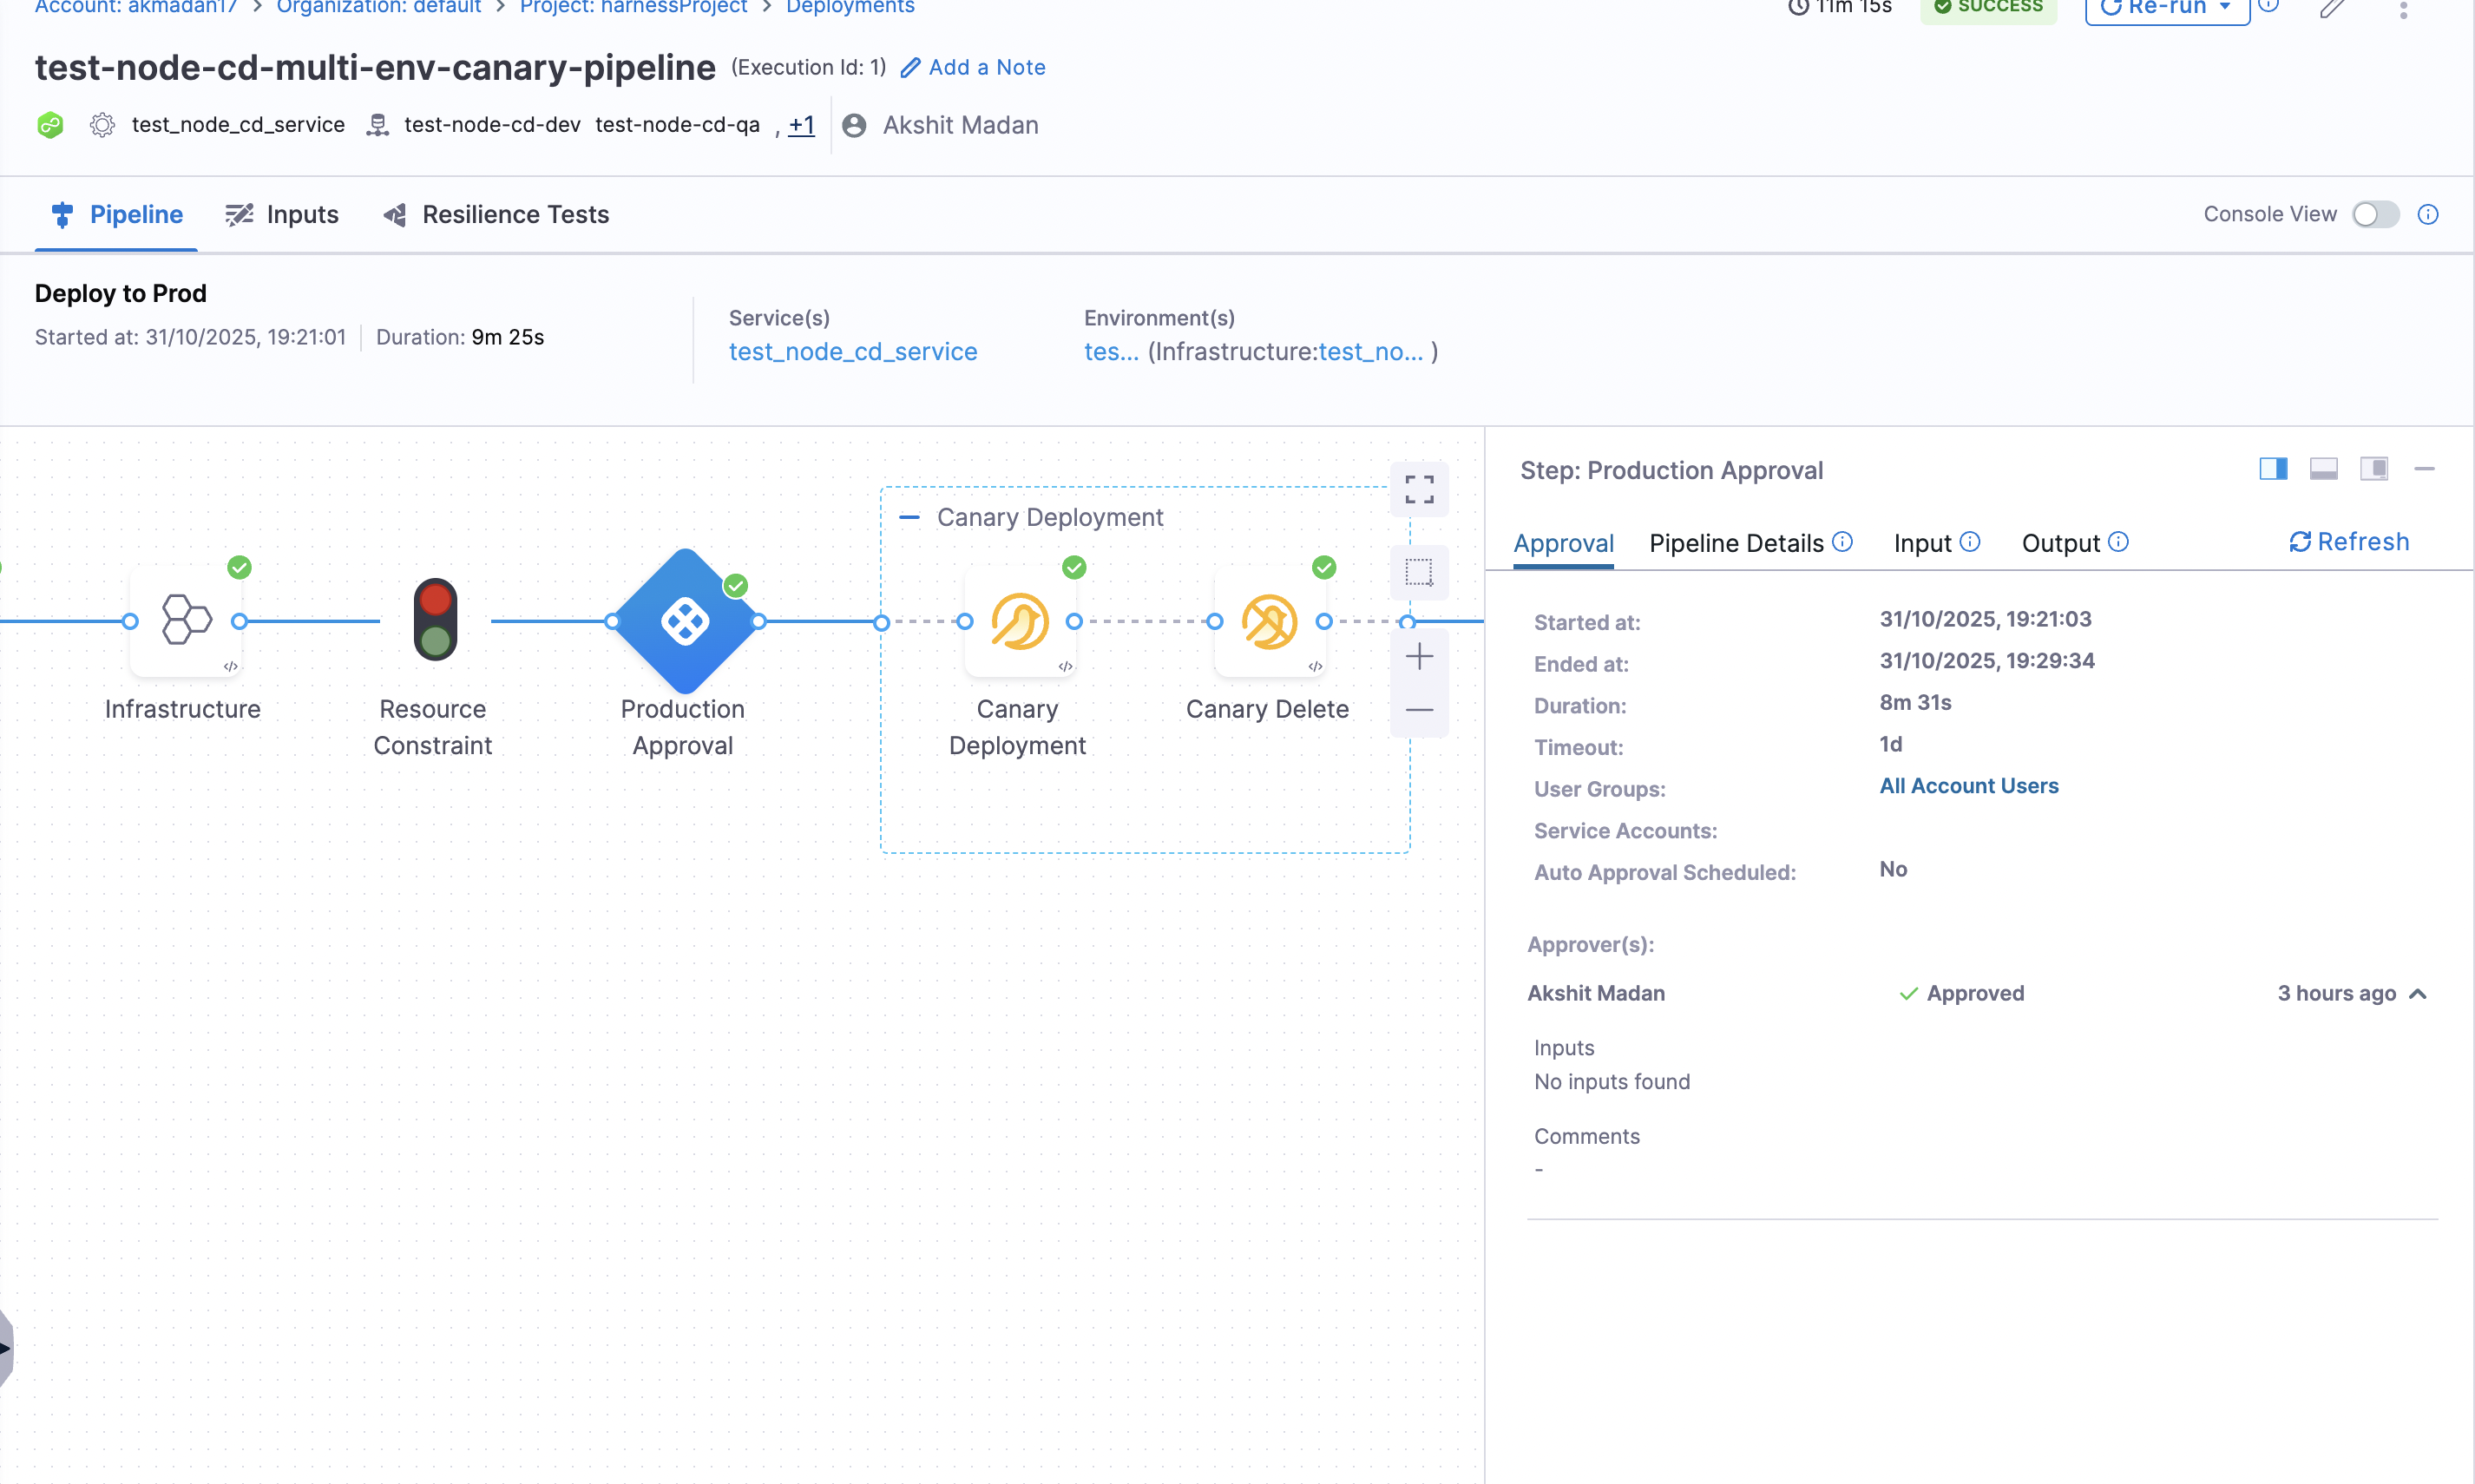 Account: akmadan17 > Organization: default > Project: harnessProject > Deployments
11m 15s SUCCESS Re-run
test-node-cd-multi-env-canary-pipeline (Execution Id: 1) Add a Note
test_node_cd_service test-node-cd-dev test-node-cd-qa , +1 Akshit Madan
Pipeline Inputs Resilience Tests Console View
Deploy to Prod
Started at: 31/10/2025, 19:21:01 Duration: 9m 25s
Service(s)
test_node_cd_service
Environment(s)
tes... (Infrastructure:test_no... )
Canary Deployment
Infrastructure
Resource
Constraint
Production
Approval
Canary
Deployment
Canary Delete
Step: Production Approval
Approval Pipeline Details Input Output Refresh
Started at: 31/10/2025, 19:21:03
Ended at: 31/10/2025, 19:29:34
Duration: 8m 31s
Timeout: 1d
User Groups: All Account Users
Service Accounts:
Auto Approval Scheduled: No
Approver(s):
Akshit Madan Approved 3 hours ago
Inputs
No inputs found
Comments
-